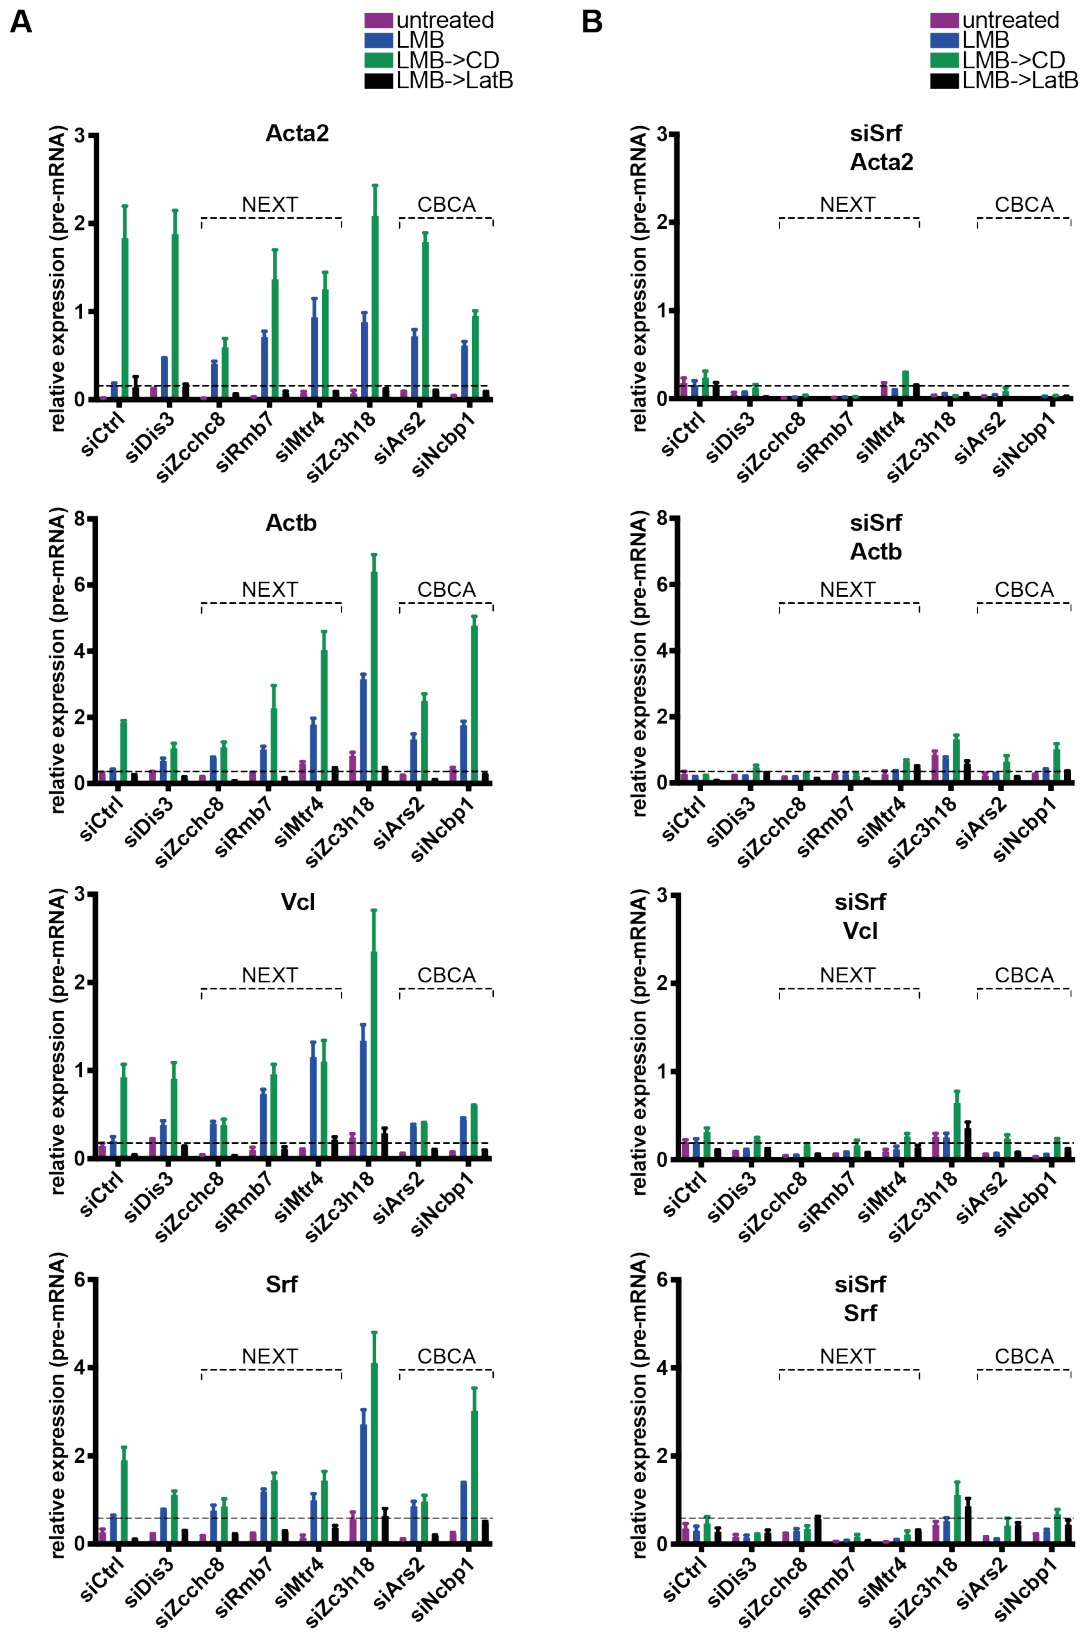 A
untreated
LMB
LMB->CD
LMB->LatB
Acta2
relative expression (pre-mRNA)
3
2
1
0
NEXT
CBCA
siCtrl
siDis3
siZcchc8
siRmb7
siMtr4
siZc3h18
siArs2
siNcbp1
Actb
relative expression (pre-mRNA)
8
6
4
2
0
NEXT
CBCA
siCtrl
siDis3
siZcchc8
siRmb7
siMtr4
siZc3h18
siArs2
siNcbp1
Vcl
relative expression (pre-mRNA)
3
2
1
0
NEXT
CBCA
siCtrl
siDis3
siZcchc8
siRmb7
siMtr4
siZc3h18
siArs2
siNcbp1
Srf
relative expression (pre-mRNA)
6
4
2
0
NEXT
CBCA
siCtrl
siDis3
siZcchc8
siRmb7
siMtr4
siZc3h18
siArs2
siNcbp1
B
untreated
LMB
LMB->CD
LMB->LatB
siSrf
Acta2
relative expression (pre-mRNA)
3
2
1
0
NEXT
CBCA
siCtrl
siDis3
siZcchc8
siRmb7
siMtr4
siZc3h18
siArs2
siNcbp1
siSrf
Actb
relative expression (pre-mRNA)
8
6
4
2
0
NEXT
CBCA
siCtrl
siDis3
siZcchc8
siRmb7
siMtr4
siZc3h18
siArs2
siNcbp1
siSrf
Vcl
relative expression (pre-mRNA)
3
2
1
0
NEXT
CBCA
siCtrl
siDis3
siZcchc8
siRmb7
siMtr4
siZc3h18
siArs2
siNcbp1
siSrf
Srf
relative expression (pre-mRNA)
6
4
2
0
NEXT
CBCA
siCtrl
siDis3
siZcchc8
siRmb7
siMtr4
siZc3h18
siArs2
siNcbp1